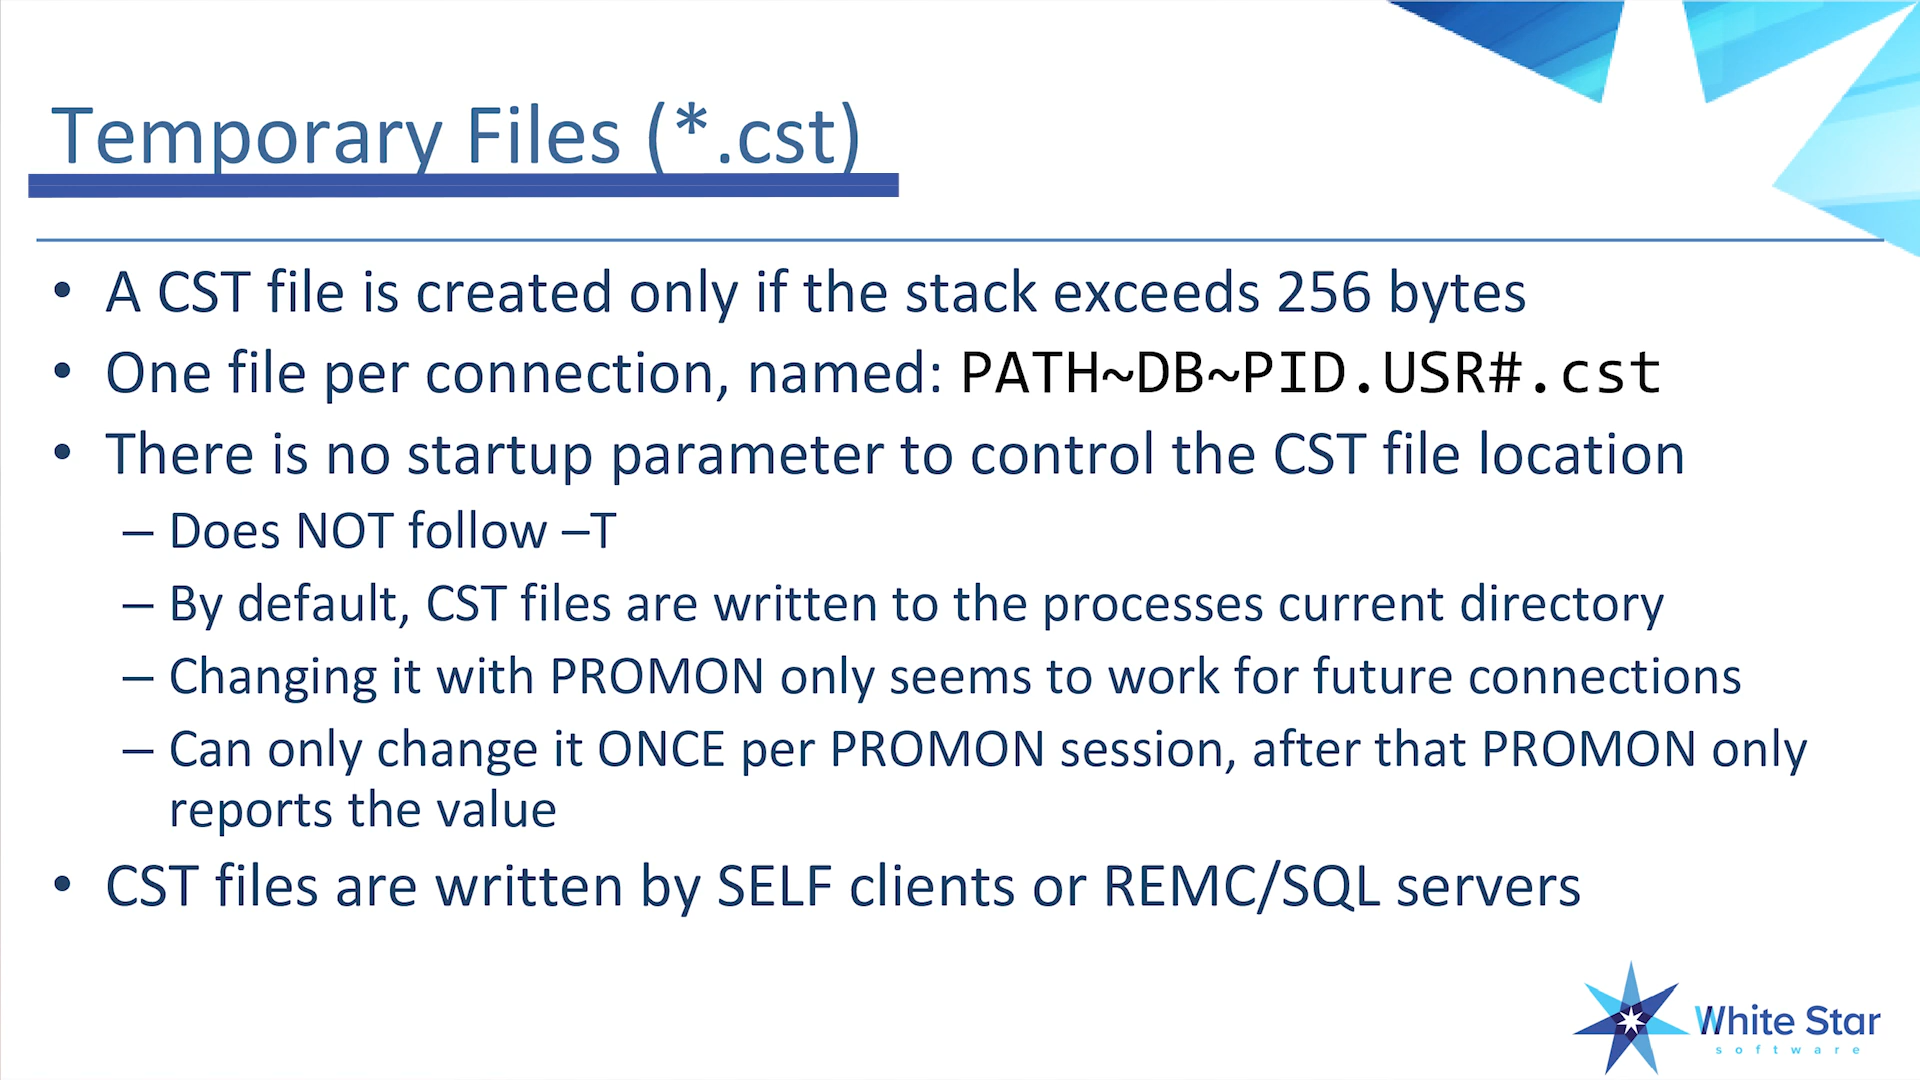 Temporary Files (*.cst)
• A CST file is created only if the stack exceeds 256 bytes
• One file per connection, named: PATH~DB~PID.USR#.cst
• There is no startup parameter to control the CST file location
– Does NOT follow –T
– By default, CST files are written to the processes current directory
– Changing it with PROMON only seems to work for future connections
– Can only change it ONCE per PROMON session, after that PROMON only
reports the value
• CST files are written by SELF clients or REMC/SQL servers
White Star
software